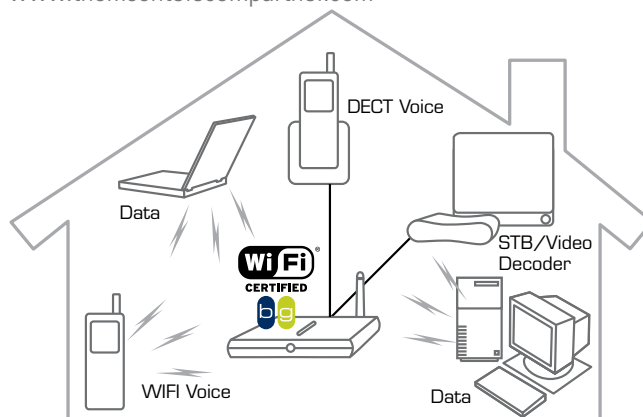 DECT Voice
Data
STB/Video
Decoder
Wi Fi®
CERTIFIED
b g
WIFI Voice
Data